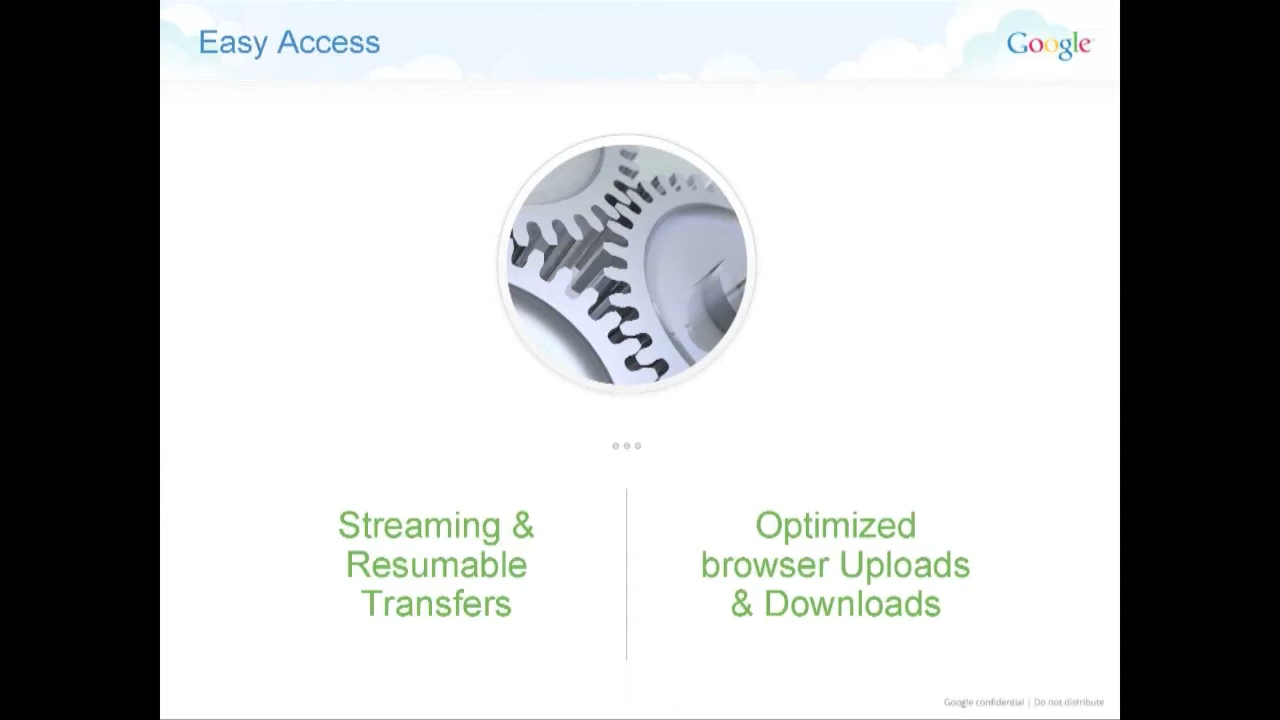 Easy Access
Google
Streaming &
Resumable
Transfers
Optimized
browser Uploads
& Downloads
Google confidential | Do not distribute